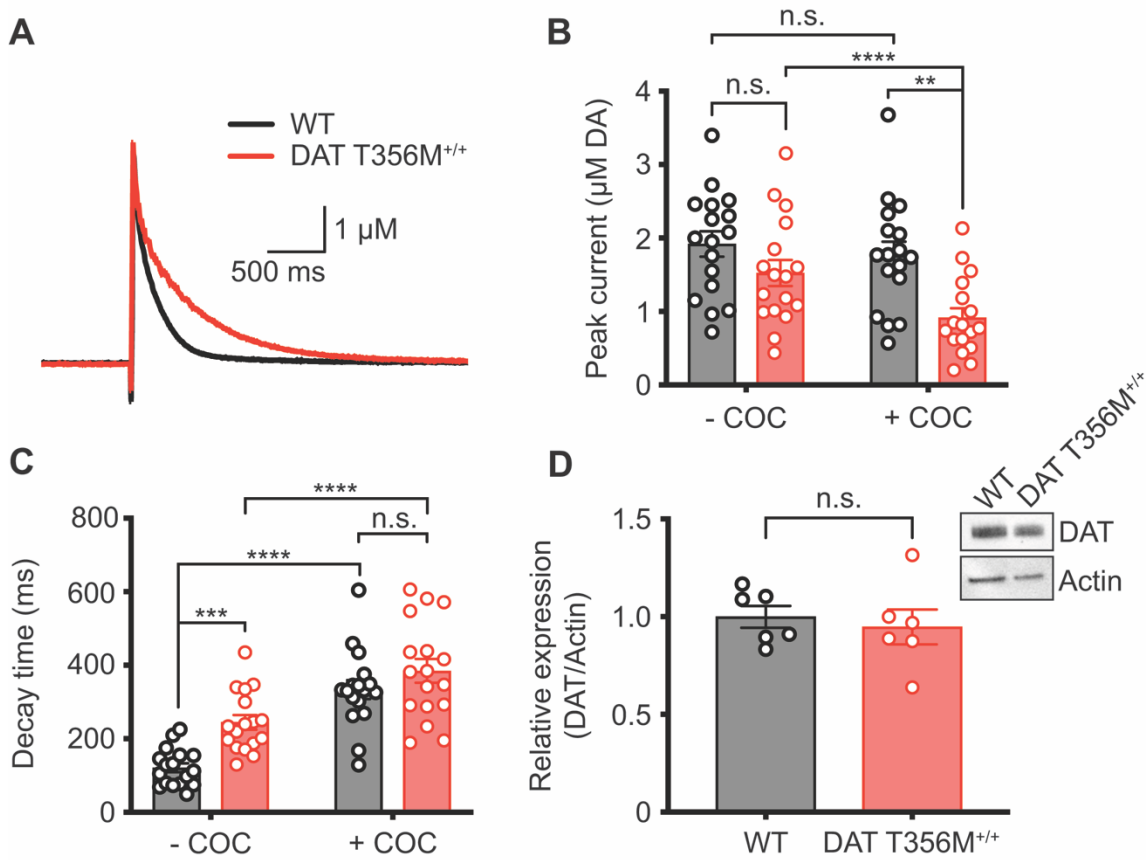 A
WT
DAT T356M+/+
1 µM
500 ms
B
n.s.
****
n.s.
**
Peak current (µM DA)
4
3
2
1
0
- COC
+ COC
C
****
n.s.
****
***
Decay time (ms)
800
600
400
200
0
- COC
+ COC
D
n.s.
WT
DAT T356M+/+
DAT
Actin
Relative expression
(DAT/Actin)
1.5
1.0
0.5
0.0
WT
DAT T356M+/+